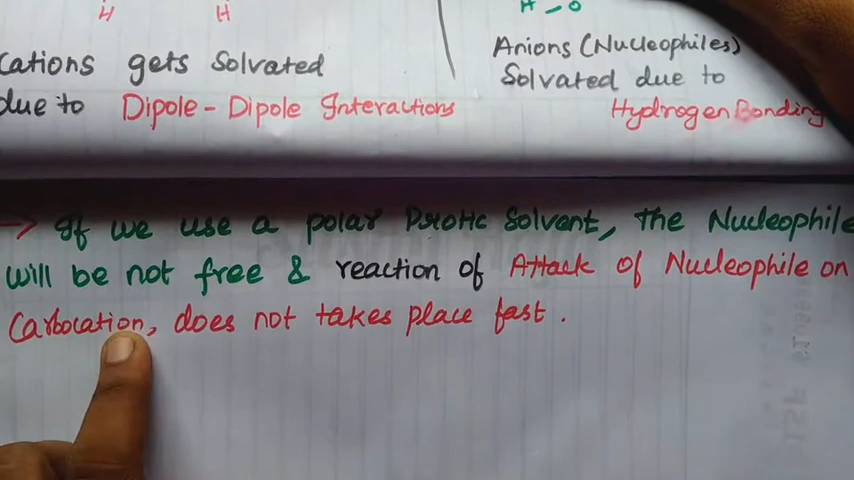 H H
H - O
Cations gets Solvated
due to Dipole - Dipole Interactions
Anions (Nucleophiles)
Solvated due to
Hydrogen Bonding
→ If we use a polar Protic Solvent, the Nucleophile
will be not free & reaction of Attack of Nucleophile on
Carbocation, does not takes place fast.